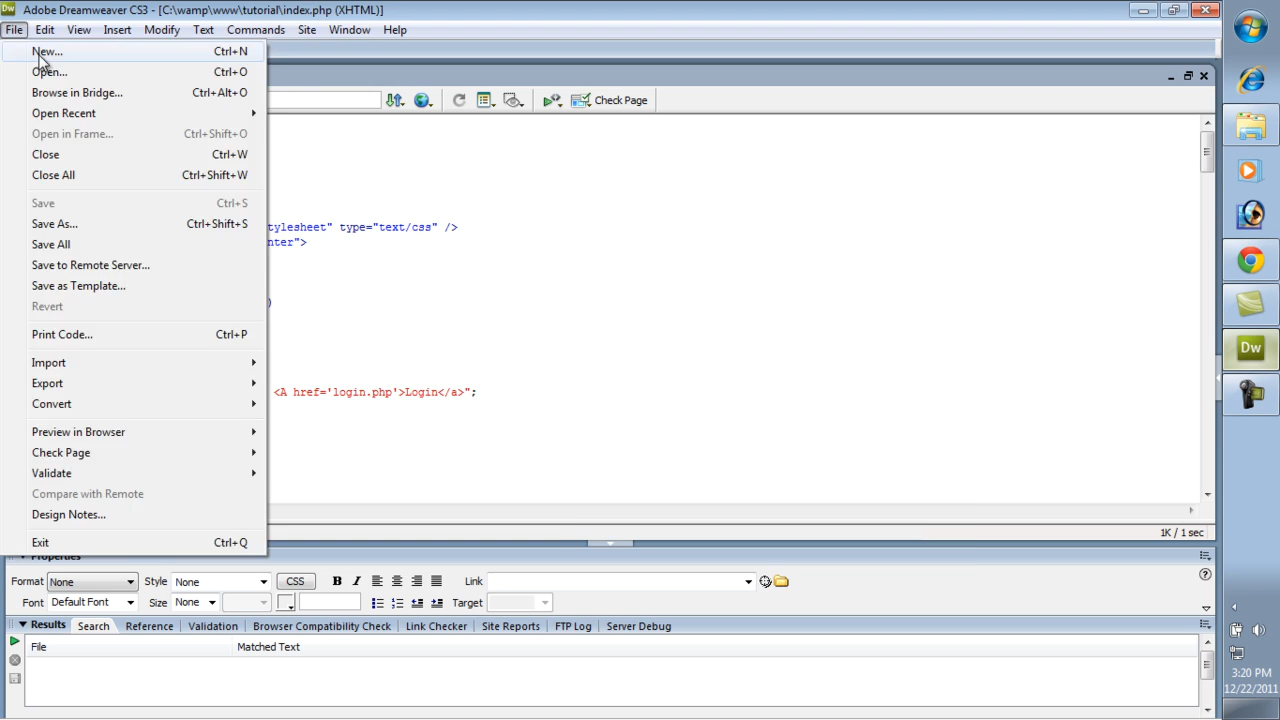 Dw Adobe Dreamweaver CS3 - [C:\wamp\www\tutorial\index.php (XHTML)]
File Edit View Insert Modify Text Commands Site Window Help
New... Ctrl+N
Open... Ctrl+O
Browse in Bridge... Ctrl+Alt+O
Open Recent
Open in Frame... Ctrl+Shift+O
Close Ctrl+W
Close All Ctrl+Shift+W
Save Ctrl+S
Save As... Ctrl+Shift+S
Save All
Save to Remote Server...
Save as Template...
Revert
Print Code... Ctrl+P
Import
Export
Convert
Preview in Browser
Check Page
Validate
Compare with Remote
Design Notes...
Exit Ctrl+Q
Check Page
tylesheet" type="text/css" />
nter">
)
<A href='login.php'>Login</a>";
1K / 1 sec
Properties
Format None Style None CSS B I Link
Font Default Font Size None Target
Results Search Reference Validation Browser Compatibility Check Link Checker Site Reports FTP Log Server Debug
File Matched Text
Dw
3:20 PM
12/22/2011